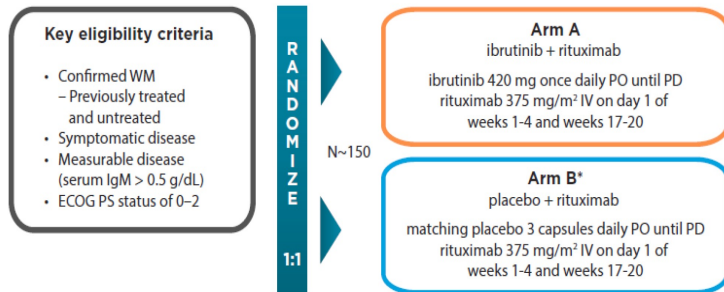 Key eligibility criteria
• Confirmed WM
– Previously treated
and untreated
• Symptomatic disease
• Measurable disease
(serum IgM > 0.5 g/dL)
• ECOG PS status of 0–2
RANDOMIZE
1:1
N~150
Arm A
ibrutinib + rituximab
ibrutinib 420 mg once daily PO until PD
rituximab 375 mg/m² IV on day 1 of
weeks 1-4 and weeks 17-20
Arm B*
placebo + rituximab
matching placebo 3 capsules daily PO until PD
rituximab 375 mg/m² IV on day 1 of
weeks 1-4 and weeks 17-20